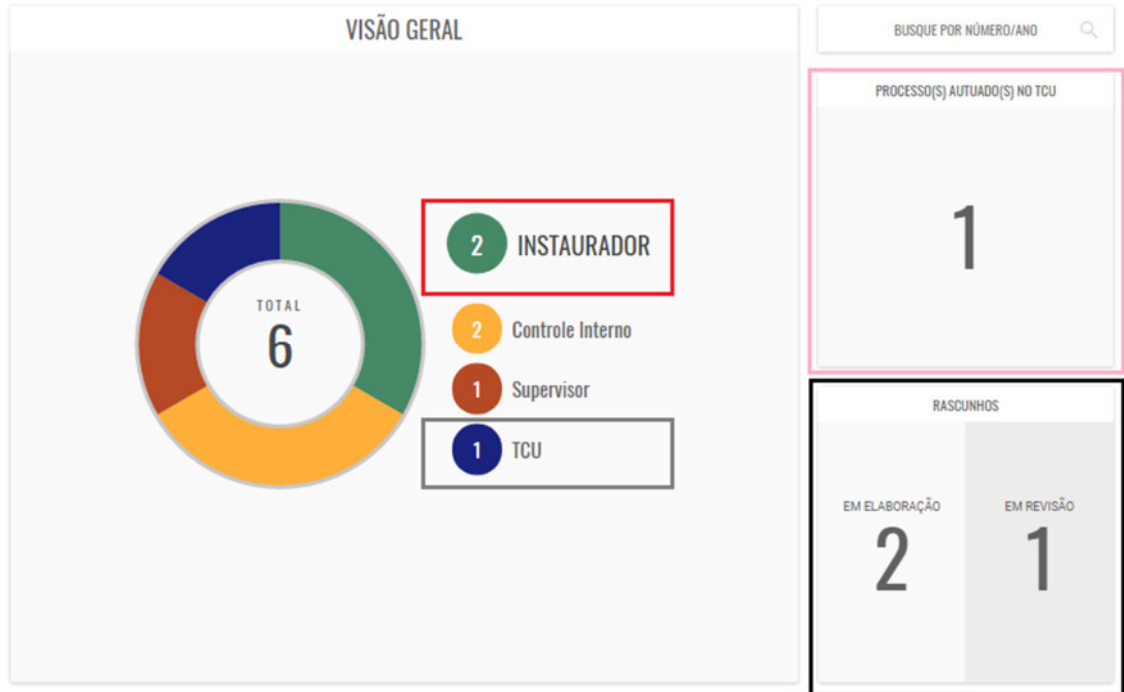 VISÃO GERAL
TOTAL
6
2 INSTAURADOR
2 Controle Interno
1 Supervisor
1 TCU
BUSQUE POR NÚMERO/ANO
PROCESSO(S) AUTUADO(S) NO TCU
1
RASCUNHOS
EM ELABORAÇÃO EM REVISÃO
2 1